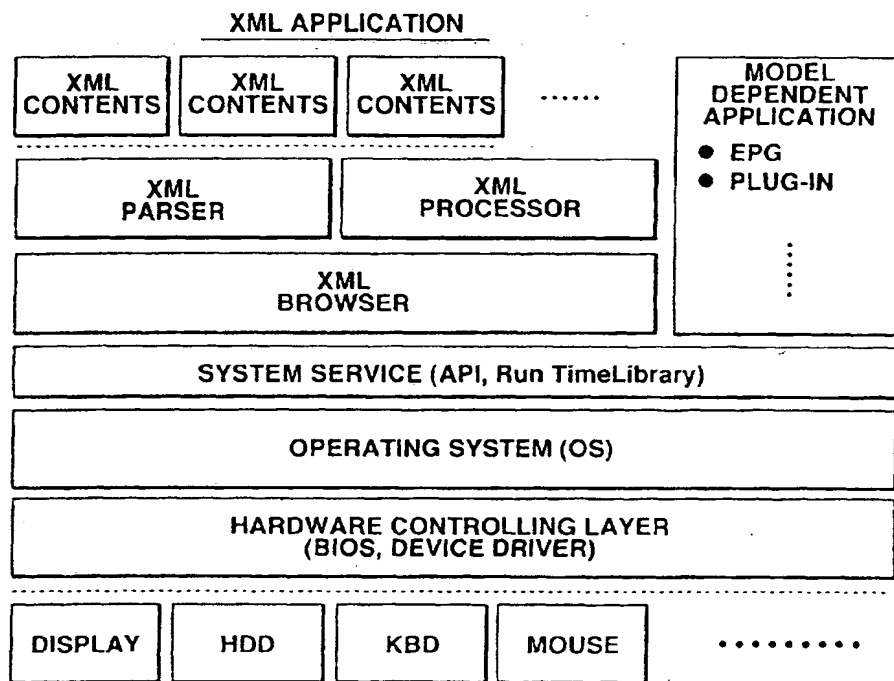 XML APPLICATION
XML
CONTENTS
XML
CONTENTS
XML
CONTENTS
......
MODEL
DEPENDENT
APPLICATION
● EPG
● PLUG-IN
XML
PARSER
XML
PROCESSOR
XML
BROWSER
SYSTEM SERVICE (API, Run TimeLibrary)
OPERATING SYSTEM (OS)
HARDWARE CONTROLLING LAYER
(BIOS, DEVICE DRIVER)
DISPLAY
HDD
KBD
MOUSE
.........